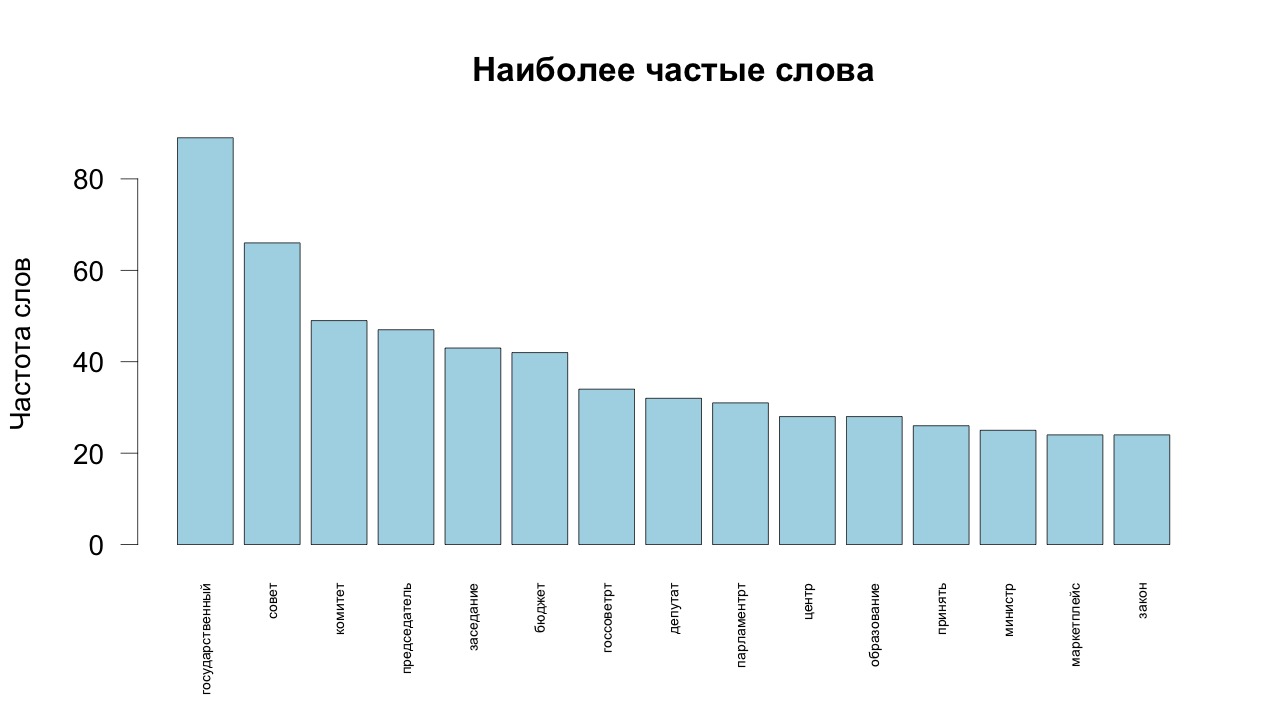 Наиболее частые слова
Частота слов
80
60
40
20
0
государственный
совет
комитет
председатель
заседание
бюджет
госсоветрт
депутат
парламентрт
центр
образование
принять
министр
маркетплейс
закон